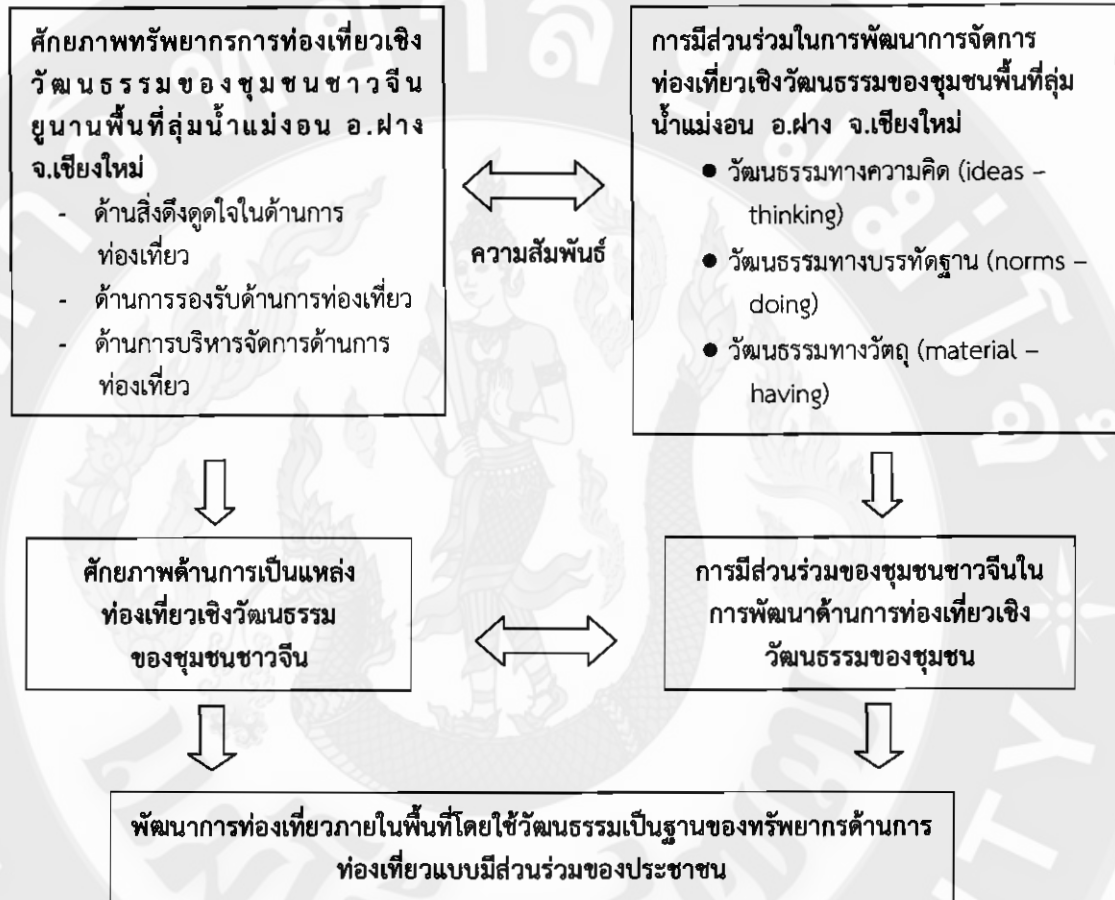 ศักยภาพทรัพยากรการท่องเที่ยวเชิง
วัฒนธรรมของชุมชนชาวจีน
ยูนานพื้นที่ลุ่มน้ำแม่งอน อ.ฝาง
จ.เชียงใหม่
- ด้านสิ่งดึงดูดใจในด้านการ
ท่องเที่ยว
- ด้านการรองรับด้านการท่องเที่ยว
- ด้านการบริหารจัดการด้านการ
ท่องเที่ยว
ความสัมพันธ์
การมีส่วนร่วมในการพัฒนาการจัดการ
ท่องเที่ยวเชิงวัฒนธรรมของชุมชนพื้นที่ลุ่ม
น้ำแม่งอน อ.ฝาง จ.เชียงใหม่
● วัฒนธรรมทางความคิด (ideas –
thinking)
● วัฒนธรรมทางบรรทัดฐาน (norms –
doing)
● วัฒนธรรมทางวัตถุ (material –
having)
ศักยภาพด้านการเป็นแหล่ง
ท่องเที่ยวเชิงวัฒนธรรม
ของชุมชนชาวจีน
การมีส่วนร่วมของชุมชนชาวจีนใน
การพัฒนาด้านการท่องเที่ยวเชิง
วัฒนธรรมของชุมชน
พัฒนาการท่องเที่ยวภายในพื้นที่โดยใช้วัฒนธรรมเป็นฐานของทรัพยากรด้านการ
ท่องเที่ยวแบบมีส่วนร่วมของประชาชน